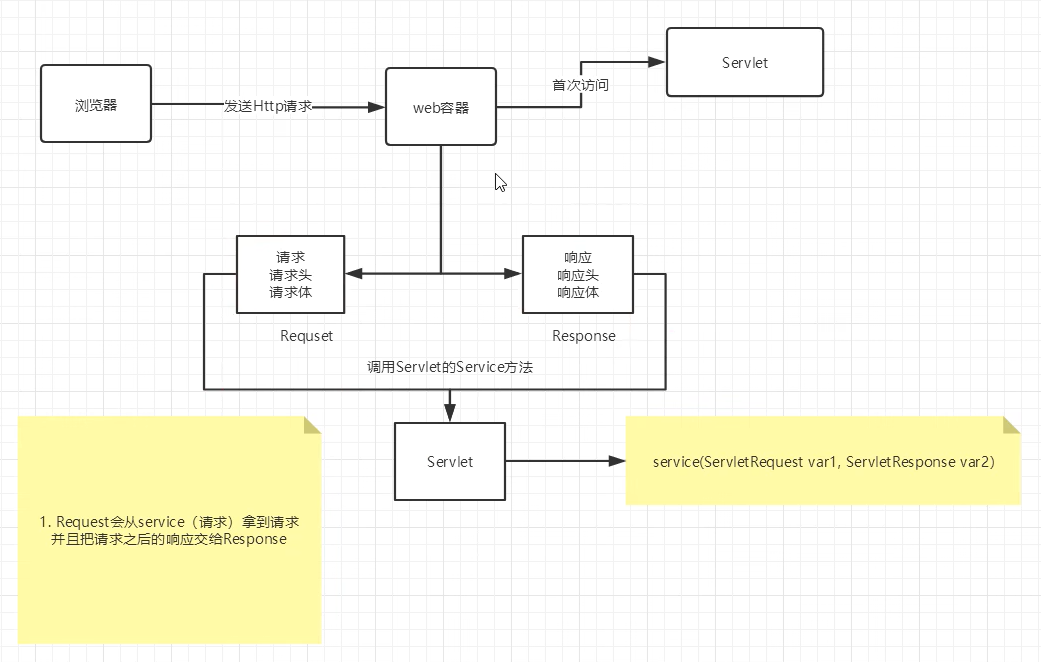 Servlet
浏览器
发送Http请求
web容器
首次访问
请求
请求头
请求体
响应
响应头
响应体
Requset
Response
调用Servlet的Service方法
Servlet
service(ServletRequest var1, ServletResponse var2)
1. Request会从service（请求）拿到请求
并且把请求之后的响应交给Response